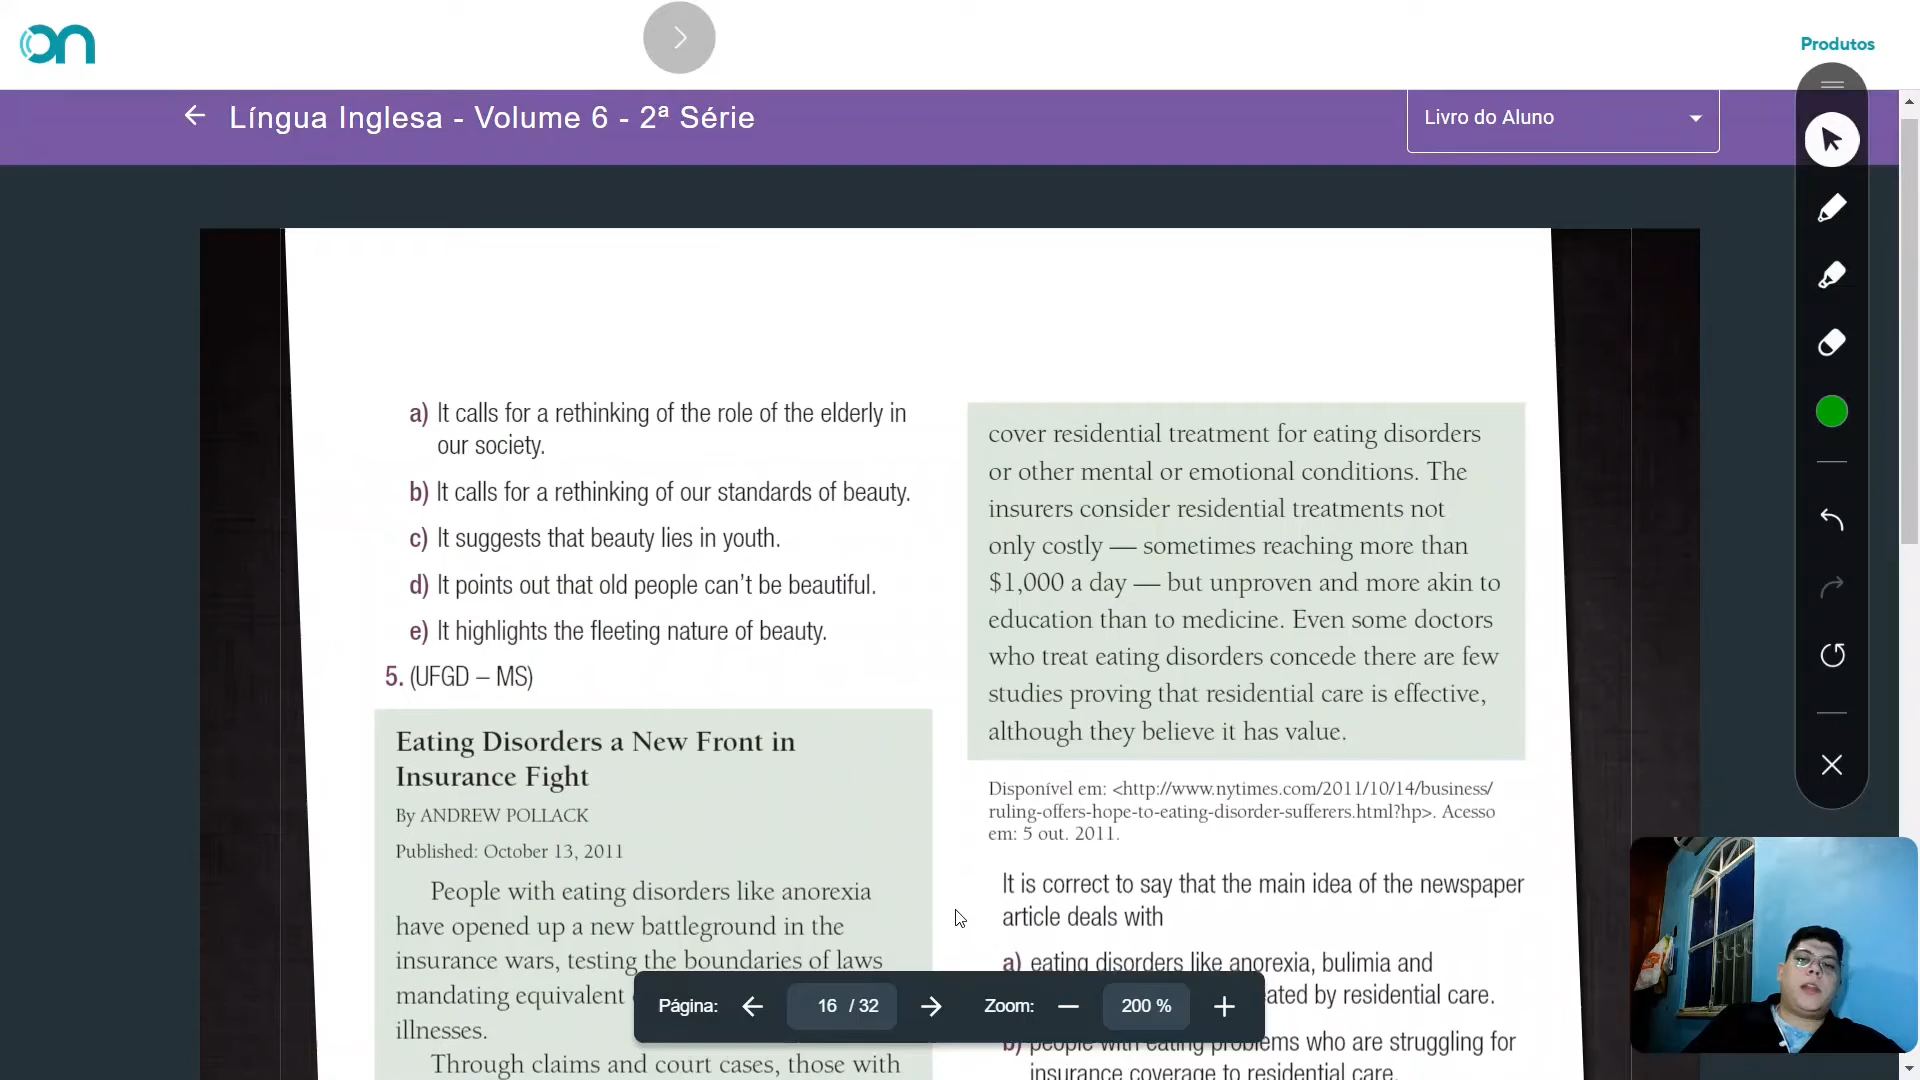 on
Produtos
Língua Inglesa - Volume 6 - 2ª Série
Livro do Aluno
a) It calls for a rethinking of the role of the elderly in
our society.
b) It calls for a rethinking of our standards of beauty.
c) It suggests that beauty lies in youth.
d) It points out that old people can't be beautiful.
e) It highlights the fleeting nature of beauty.
5. (UFGD – MS)
Eating Disorders a New Front in
Insurance Fight
By ANDREW POLLACK
Published: October 13, 2011
People with eating disorders like anorexia
have opened up a new battleground in the
insurance wars, testing the boundaries of laws
mandating equivalent
illnesses.
Through claims and court cases, those with
cover residential treatment for eating disorders
or other mental or emotional conditions. The
insurers consider residential treatments not
only costly — sometimes reaching more than
$1,000 a day — but unproven and more akin to
education than to medicine. Even some doctors
who treat eating disorders concede there are few
studies proving that residential care is effective,
although they believe it has value.
Disponível em: <http://www.nytimes.com/2011/10/14/business/
ruling-offers-hope-to-eating-disorder-sufferers.html?hp>. Acesso
em: 5 out. 2011.
It is correct to say that the main idea of the newspaper
article deals with
a) eating disorders like anorexia, bulimia and
eated by residential care.
b) people with eating problems who are struggling for
insurance coverage to residential care.
Página: 16 / 32 Zoom: 200 %